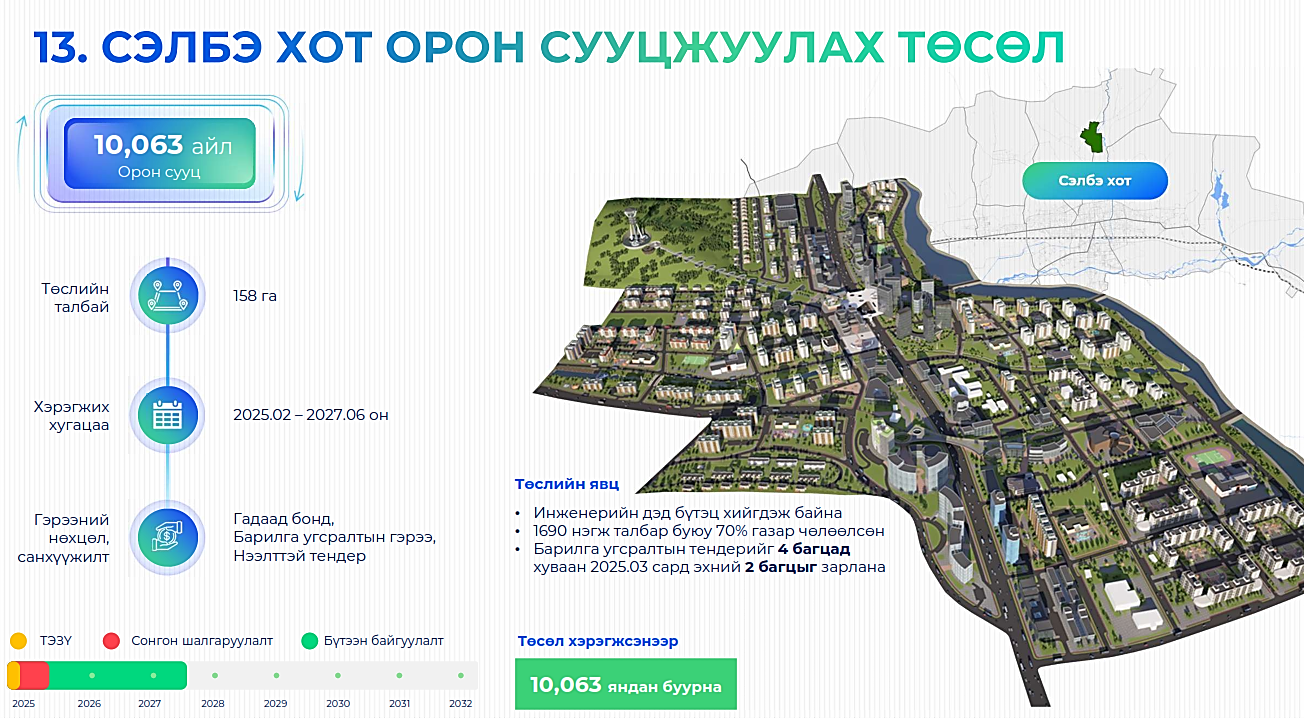 13. СЭЛБЭ ХОТ ОРОН СУУЦЖУУЛАХ ТӨСӨЛ
10,063 айл
Орон сууц
Сэлбэ хот
Төслийн
талбай
158 га
Хэрэгжих
хугацаа
2025.02 – 2027.06 он
Гэрээний
нөхцөл,
санхүүжилт
Гадаад бонд,
Барилга угсралтын гэрээ,
Нээлттэй тендер
Төслийн явц
• Инженерийн дэд бүтэц хийгдэж байна
• 1690 нэгж талбар буюу 70% газар чөлөөлсөн
• Барилга угсралтын тендерийг 4 багцад
хуваан 2025.03 сард эхний 2 багцыг зарлана
ТЭЗҮ
Сонгон шалгаруулалт
Бүтээн байгуулалт
2025 2026 2027 2028 2029 2030 2031 2032
Төсөл хэрэгжсэнээр
10,063 яндан буурна